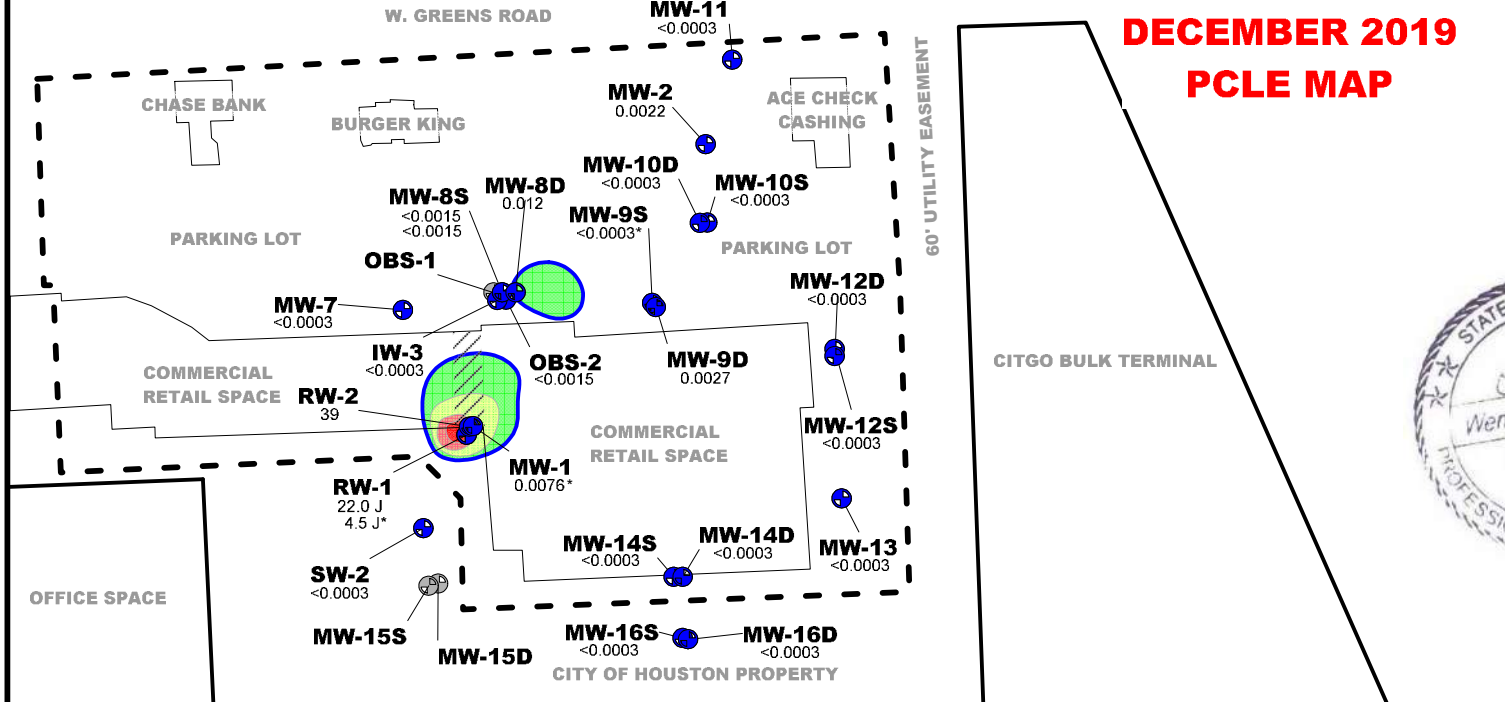 W. GREENS ROAD
MW-11
<0.0003
DECEMBER 2019
PCLE MAP
CHASE BANK
BURGER KING
MW-2
0.0022
ACE CHECK
CASHING
60' UTILITY EASEMENT
MW-10D
<0.0003
MW-10S
<0.0003
MW-8S
<0.0015
<0.0015
MW-8D
0.012
MW-9S
<0.0003*
PARKING LOT
PARKING LOT
OBS-1
MW-12D
<0.0003
MW-7
<0.0003
IW-3
<0.0003
OBS-2
<0.0015
MW-9D
0.0027
CITGO BULK TERMINAL
COMMERCIAL
RETAIL SPACE
RW-2
39
COMMERCIAL
RETAIL SPACE
MW-12S
<0.0003
MW-1
0.0076*
RW-1
22.0 J
4.5 J*
MW-14S
<0.0003
MW-14D
<0.0003
MW-13
<0.0003
SW-2
<0.0003
OFFICE SPACE
MW-15S
MW-15D
MW-16S
<0.0003
MW-16D
<0.0003
CITY OF HOUSTON PROPERTY
STATE